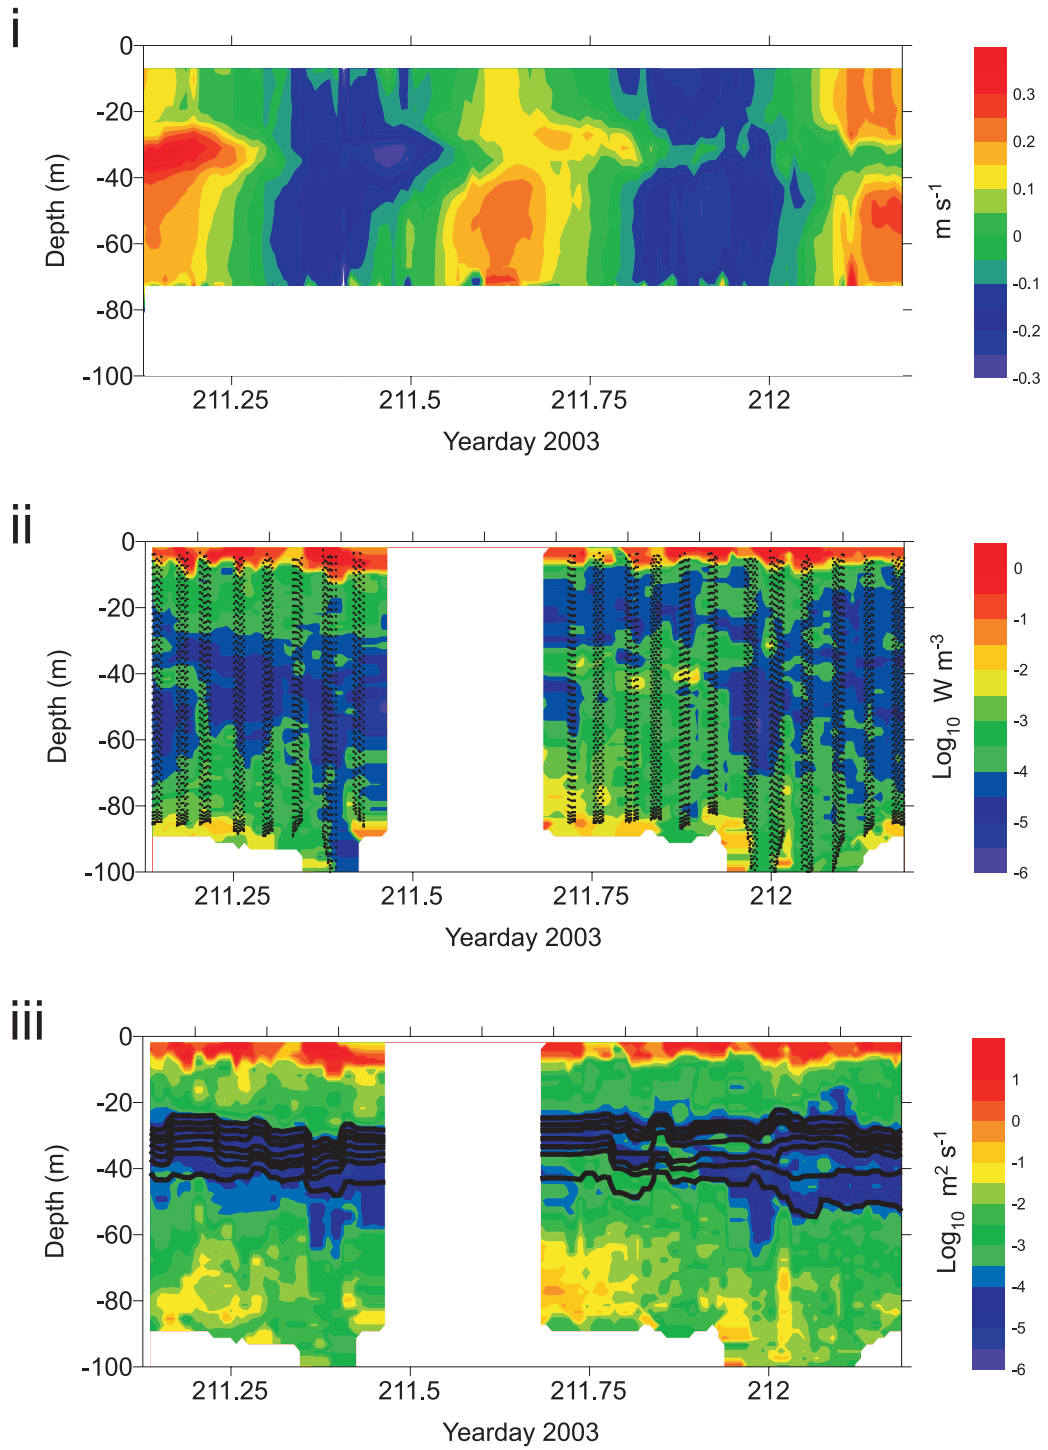 i
0
-20
-40
-60
-80
-100
Depth (m)
211.25 211.5 211.75 212
Yearday 2003
0.3
0.2
0.1
0
-0.1
-0.2
-0.3
m s-1
ii
0
-20
-40
-60
-80
-100
Depth (m)
211.25 211.5 211.75 212
Yearday 2003
0
-1
-2
-3
-4
-5
-6
Log10 W m-3
iii
0
-20
-40
-60
-80
-100
Depth (m)
211.25 211.5 211.75 212
Yearday 2003
1
0
-1
-2
-3
-4
-5
-6
Log10 m2 s-1